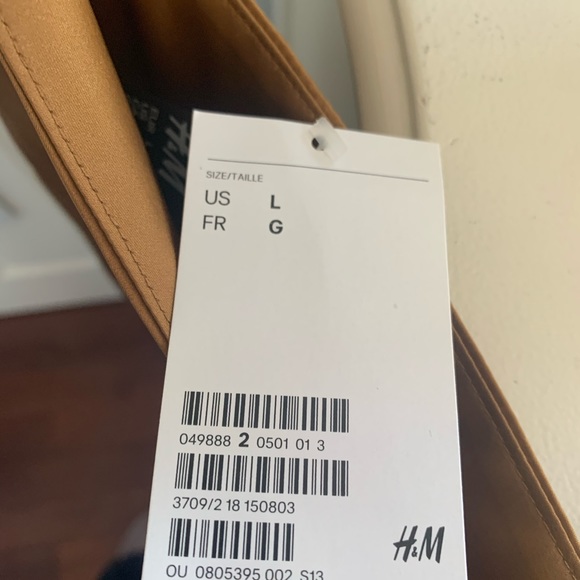 H&M
SIZE/TAILLE
US L
FR G
049888 2 0501 01 3
3709/2 18 150803
H&M
OU 0805395 002 S13